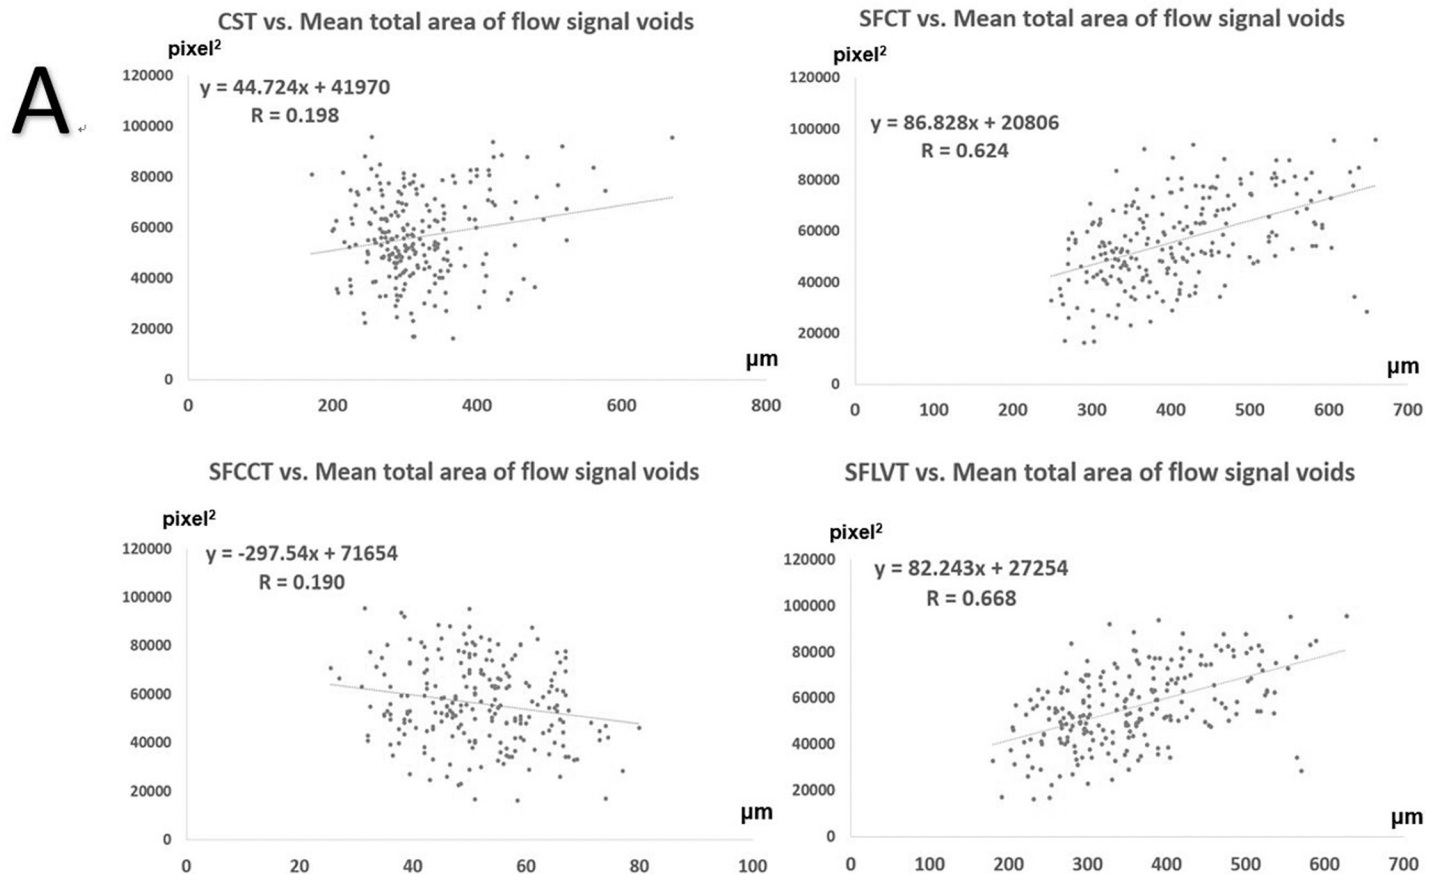 A
CST vs. Mean total area of flow signal voids
pixel²
y = 44.724x + 41970
R = 0.198
120000
100000
80000
60000
40000
20000
0
0 200 400 600 800
µm
SFCT vs. Mean total area of flow signal voids
pixel²
y = 86.828x + 20806
R = 0.624
120000
100000
80000
60000
40000
20000
0
0 100 200 300 400 500 600 700
µm
SFCCT vs. Mean total area of flow signal voids
pixel²
y = -297.54x + 71654
R = 0.190
120000
100000
80000
60000
40000
20000
0
0 20 40 60 80 100
µm
SFLVT vs. Mean total area of flow signal voids
pixel²
y = 82.243x + 27254
R = 0.668
120000
100000
80000
60000
40000
20000
0
0 100 200 300 400 500 600 700
µm